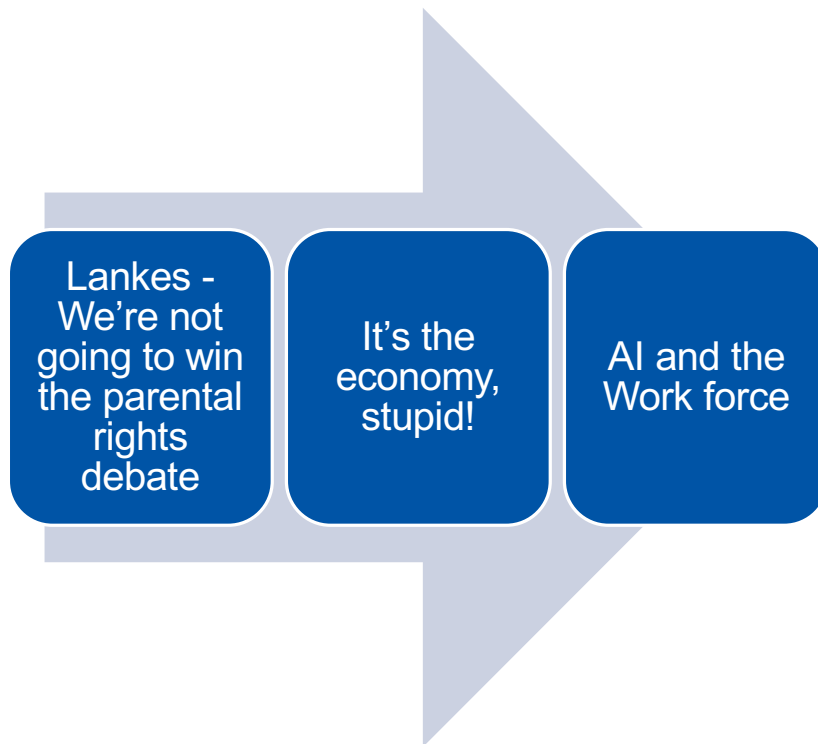 Lankes -
We’re not
going to win
the parental
rights
debate
It’s the
economy,
stupid!
AI and the
Work force